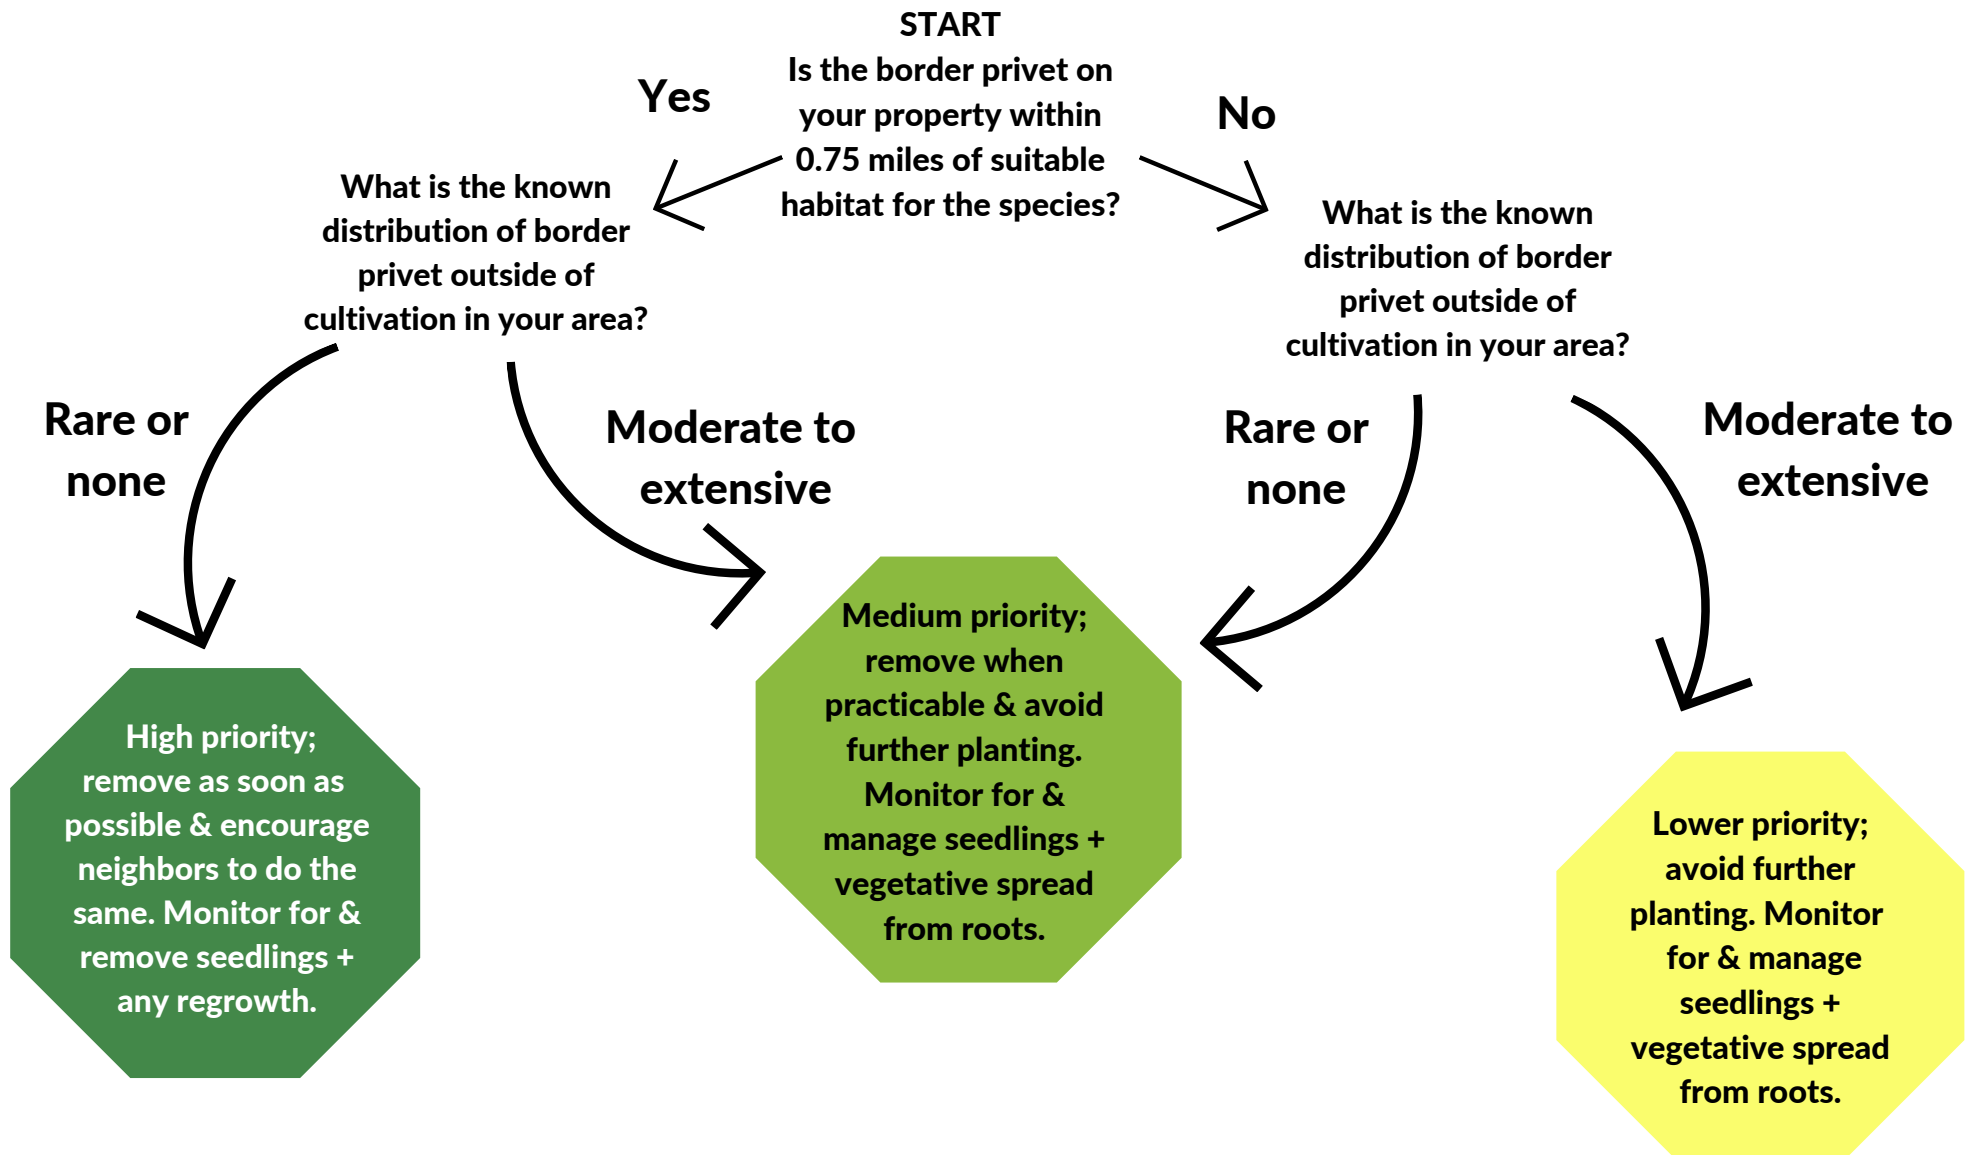 START
Is the border privet on
your property within
0.75 miles of suitable
habitat for the species?
Yes
No
What is the known
distribution of border
privet outside of
cultivation in your area?
What is the known
distribution of border
privet outside of
cultivation in your area?
Rare or
none
Moderate to
extensive
Rare or
none
Moderate to
extensive
High priority;
remove as soon as
possible & encourage
neighbors to do the
same. Monitor for &
remove seedlings +
any regrowth.
Medium priority;
remove when
practicable & avoid
further planting.
Monitor for &
manage seedlings +
vegetative spread
from roots.
Lower priority;
avoid further
planting. Monitor
for & manage
seedlings +
vegetative spread
from roots.